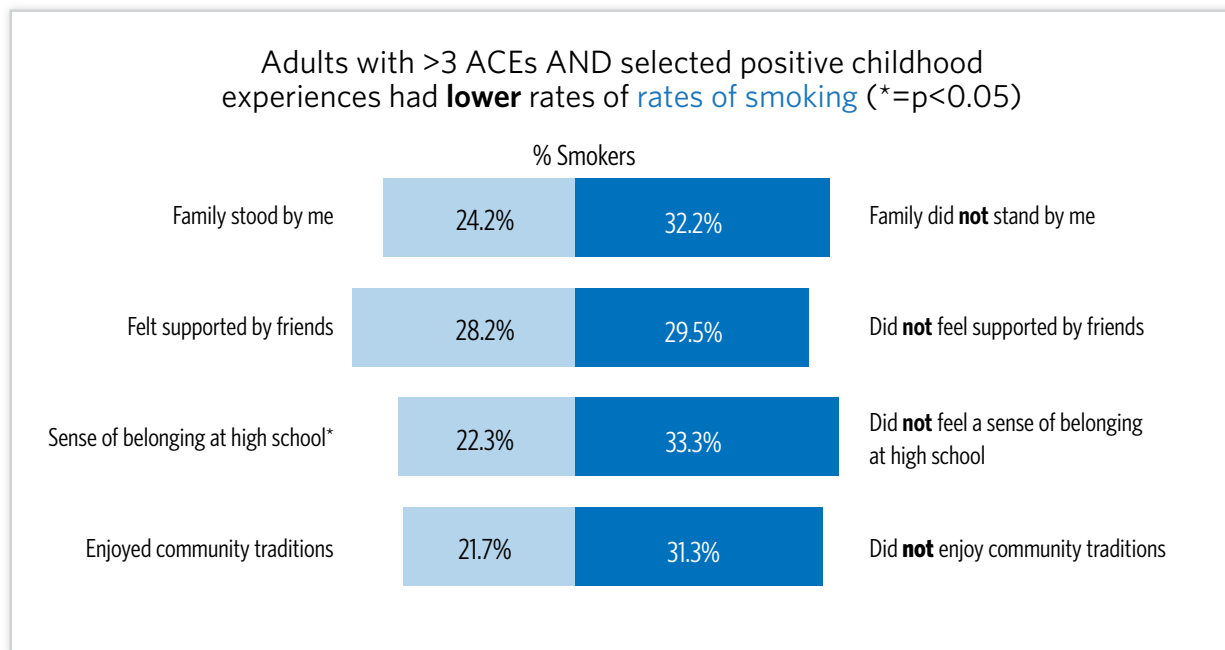 Adults with >3 ACEs AND selected positive childhood
experiences had lower rates of rates of smoking (*=p<0.05)
% Smokers
Family stood by me
24.2%
32.2%
Family did not stand by me
Felt supported by friends
28.2%
29.5%
Did not feel supported by friends
Sense of belonging at high school*
22.3%
33.3%
Did not feel a sense of belonging
at high school
Enjoyed community traditions
21.7%
31.3%
Did not enjoy community traditions